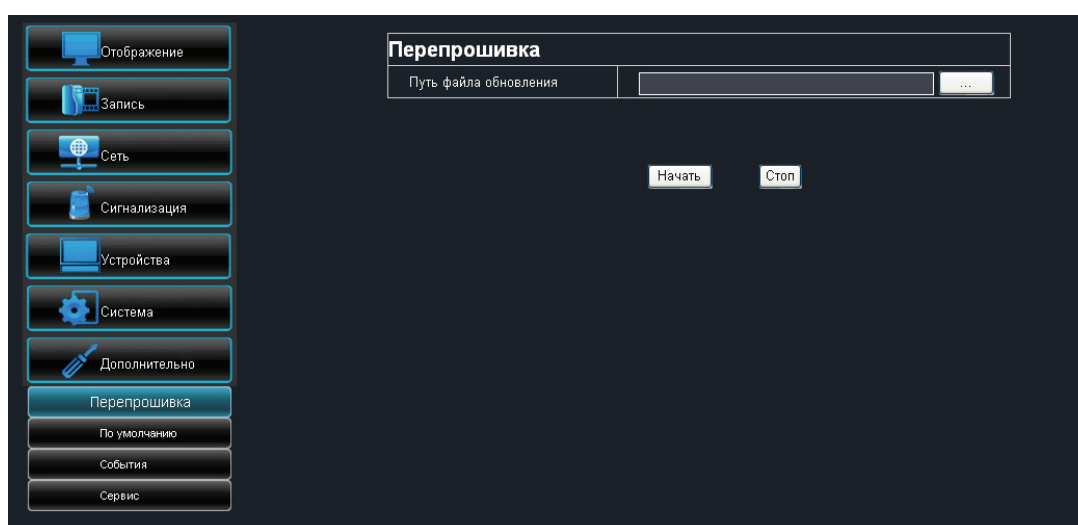 Отображение
Запись
Сеть
Сигнализация
Устройства
Система
Дополнительно
Перепрошивка
По умолчанию
События
Сервис
Перепрошивка
Путь файла обновления
...
Начать
Стоп